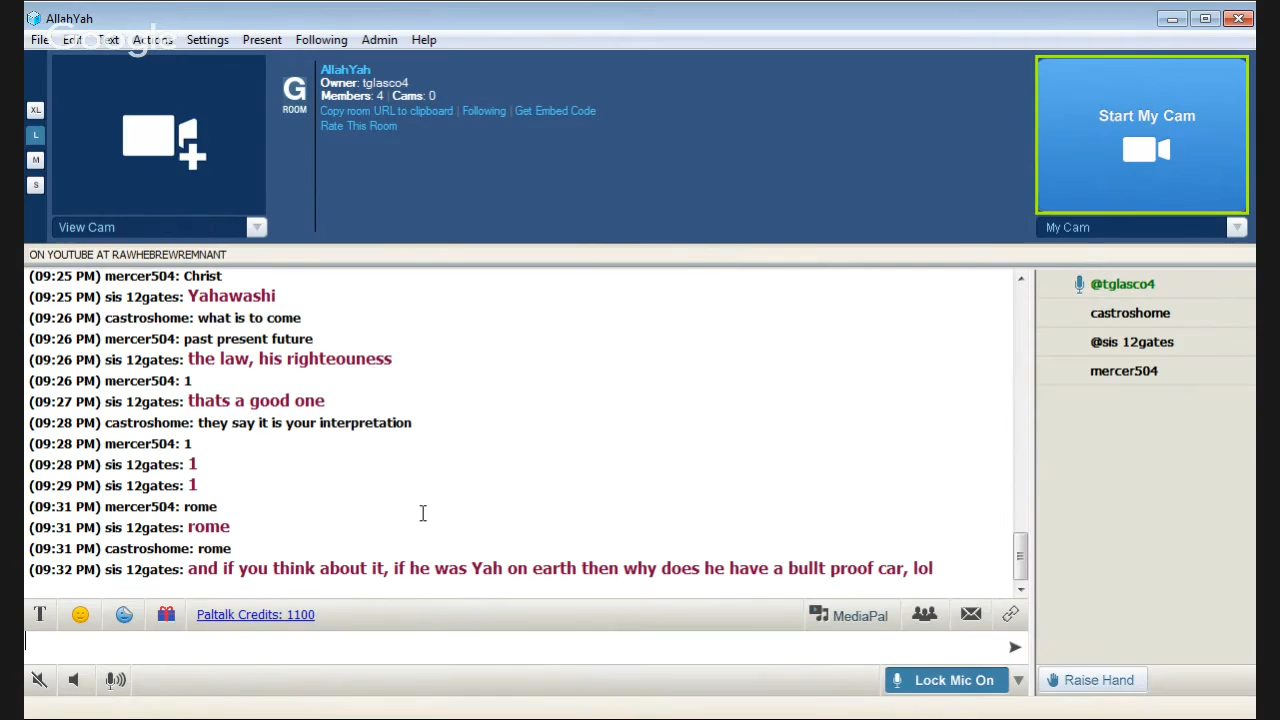 AllahYah
Google
File Edit Text Actions Settings Present Following Admin Help
AllahYah
G
ROOM
Owner: tglasco4
Members: 4 | Cams: 0
Copy room URL to clipboard | Following | Get Embed Code
Rate This Room
XL
L
M
S
Start My Cam
View Cam
My Cam
ON YOUTUBE AT RAWHEBREWREMNANT
(09:25 PM) mercer504: Christ
(09:25 PM) sis 12gates: Yahawashi
(09:26 PM) castroshome: what is to come
(09:26 PM) mercer504: past present future
(09:26 PM) sis 12gates: the law, his righteouness
(09:26 PM) mercer504: 1
(09:27 PM) sis 12gates: thats a good one
(09:28 PM) castroshome: they say it is your interpretation
(09:28 PM) mercer504: 1
(09:28 PM) sis 12gates: 1
(09:29 PM) sis 12gates: 1
(09:31 PM) mercer504: rome
(09:31 PM) sis 12gates: rome
(09:31 PM) castroshome: rome
(09:32 PM) sis 12gates: and if you think about it, if he was Yah on earth then why does he have a bullt proof car, lol
@tglasco4
castroshome
@sis 12gates
mercer504
T
Paltalk Credits: 1100
MediaPal
Lock Mic On
Raise Hand